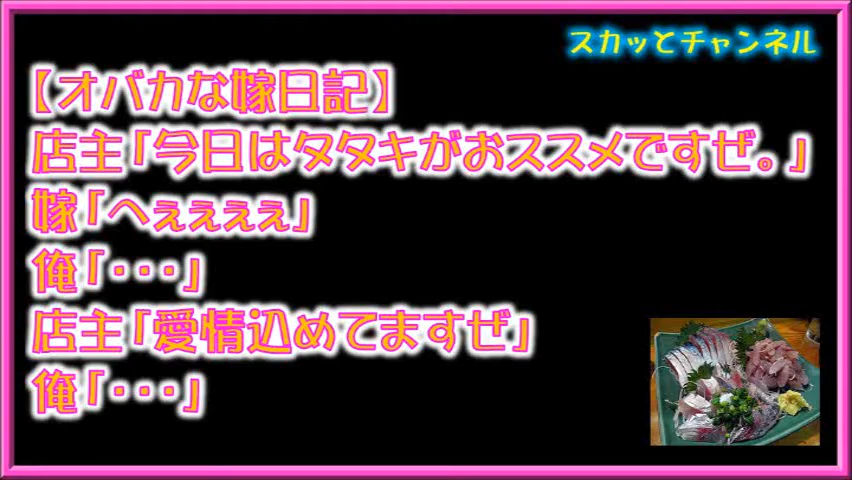 スカッとチャンネル
【オバカな嫁日記】
店主「今日はタタキがおススメですぜ。」
嫁「へぇぇぇぇ」
俺「・・・」
店主「愛情込めてますぜ」
俺「・・・」